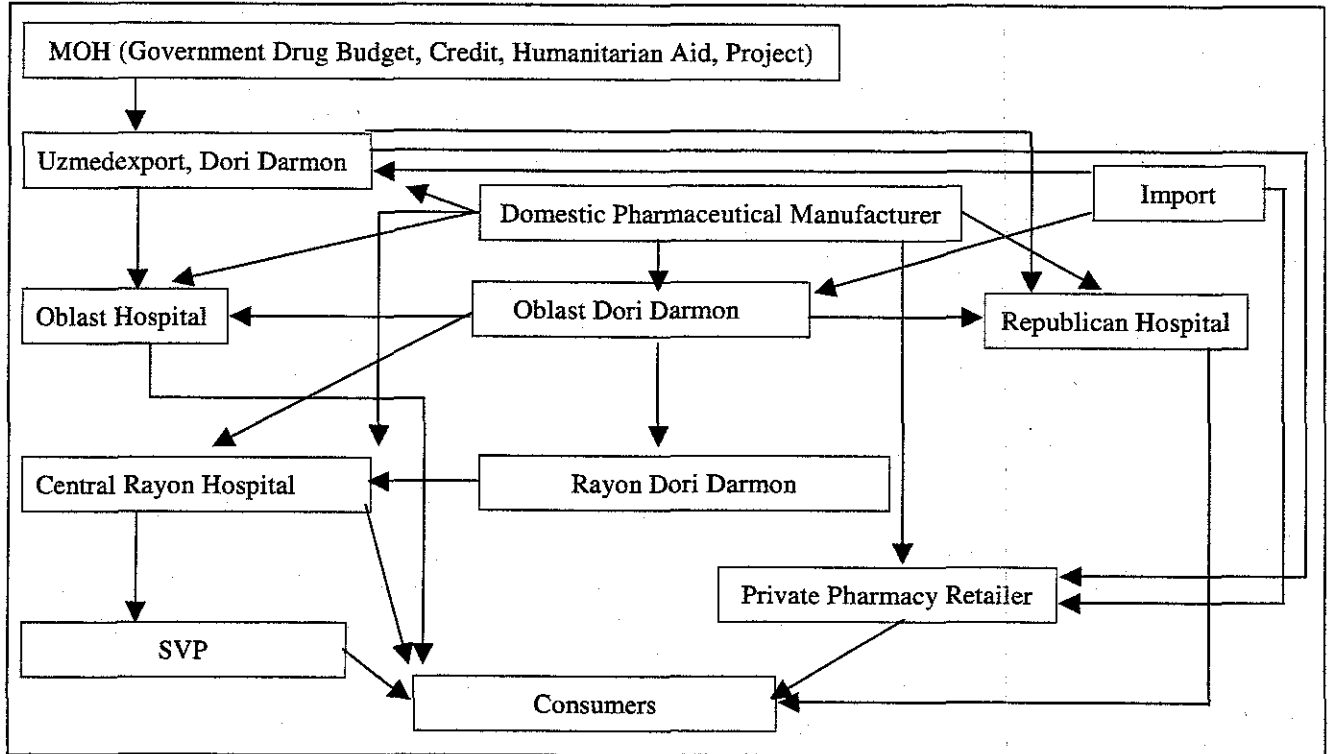 MOH (Government Drug Budget, Credit, Humanitarian Aid, Project)
Uzmedexport, Dori Darmon
Import
Domestic Pharmaceutical Manufacturer
Oblast Hospital
Oblast Dori Darmon
Republican Hospital
Central Rayon Hospital
Rayon Dori Darmon
Private Pharmacy Retailer
SVP
Consumers